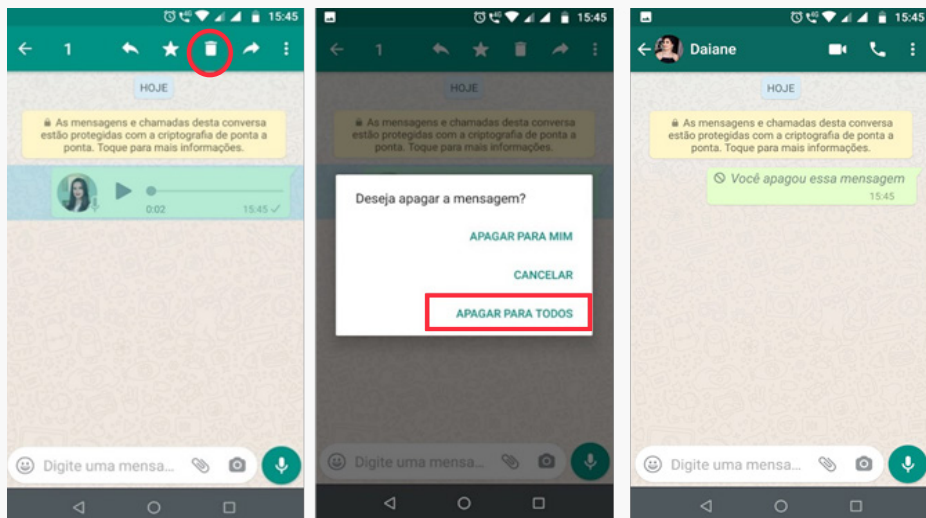 15:45
1
HOJE
As mensagens e chamadas desta conversa
estão protegidas com a criptografia de ponta a
ponta. Toque para mais informações.
0:02
15:45
Digite uma mensa...
15:45
1
HOJE
As mensagens e chamadas desta conversa
estão protegidas com a criptografia de ponta a
ponta. Toque para mais informações.
Deseja apagar a mensagem?
APAGAR PARA MIM
CANCELAR
APAGAR PARA TODOS
Digite uma mensa...
15:45
Daiane
HOJE
As mensagens e chamadas desta conversa
estão protegidas com a criptografia de ponta a
ponta. Toque para mais informações.
Você apagou essa mensagem
15:45
Digite uma mensa...